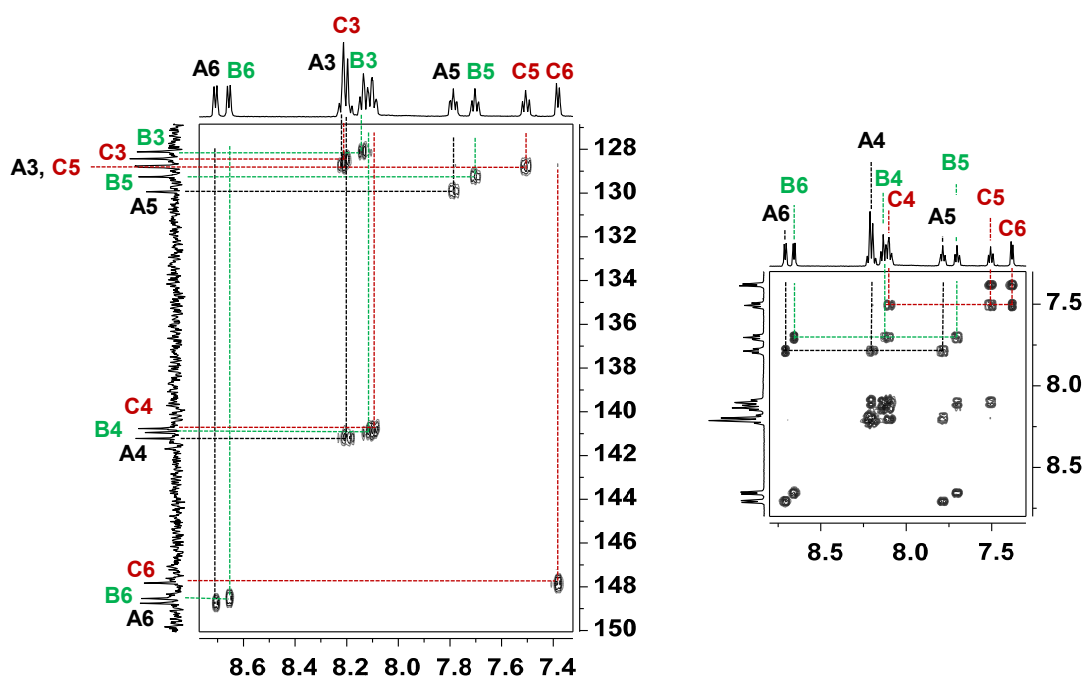 C3
A3 B3
A6 B6 A5 B5 C5 C6
B3
C3
A3, C5
B5
A5
C4
B4
A4
C6
B6
A6
128
130
132
134
136
138
140
142
144
146
148
150
8.6 8.4 8.2 8.0 7.8 7.6 7.4
A4
B6 B4 B5
A6 C4 A5 C5 C6
7.5
8.0
8.5
8.5 8.0 7.5